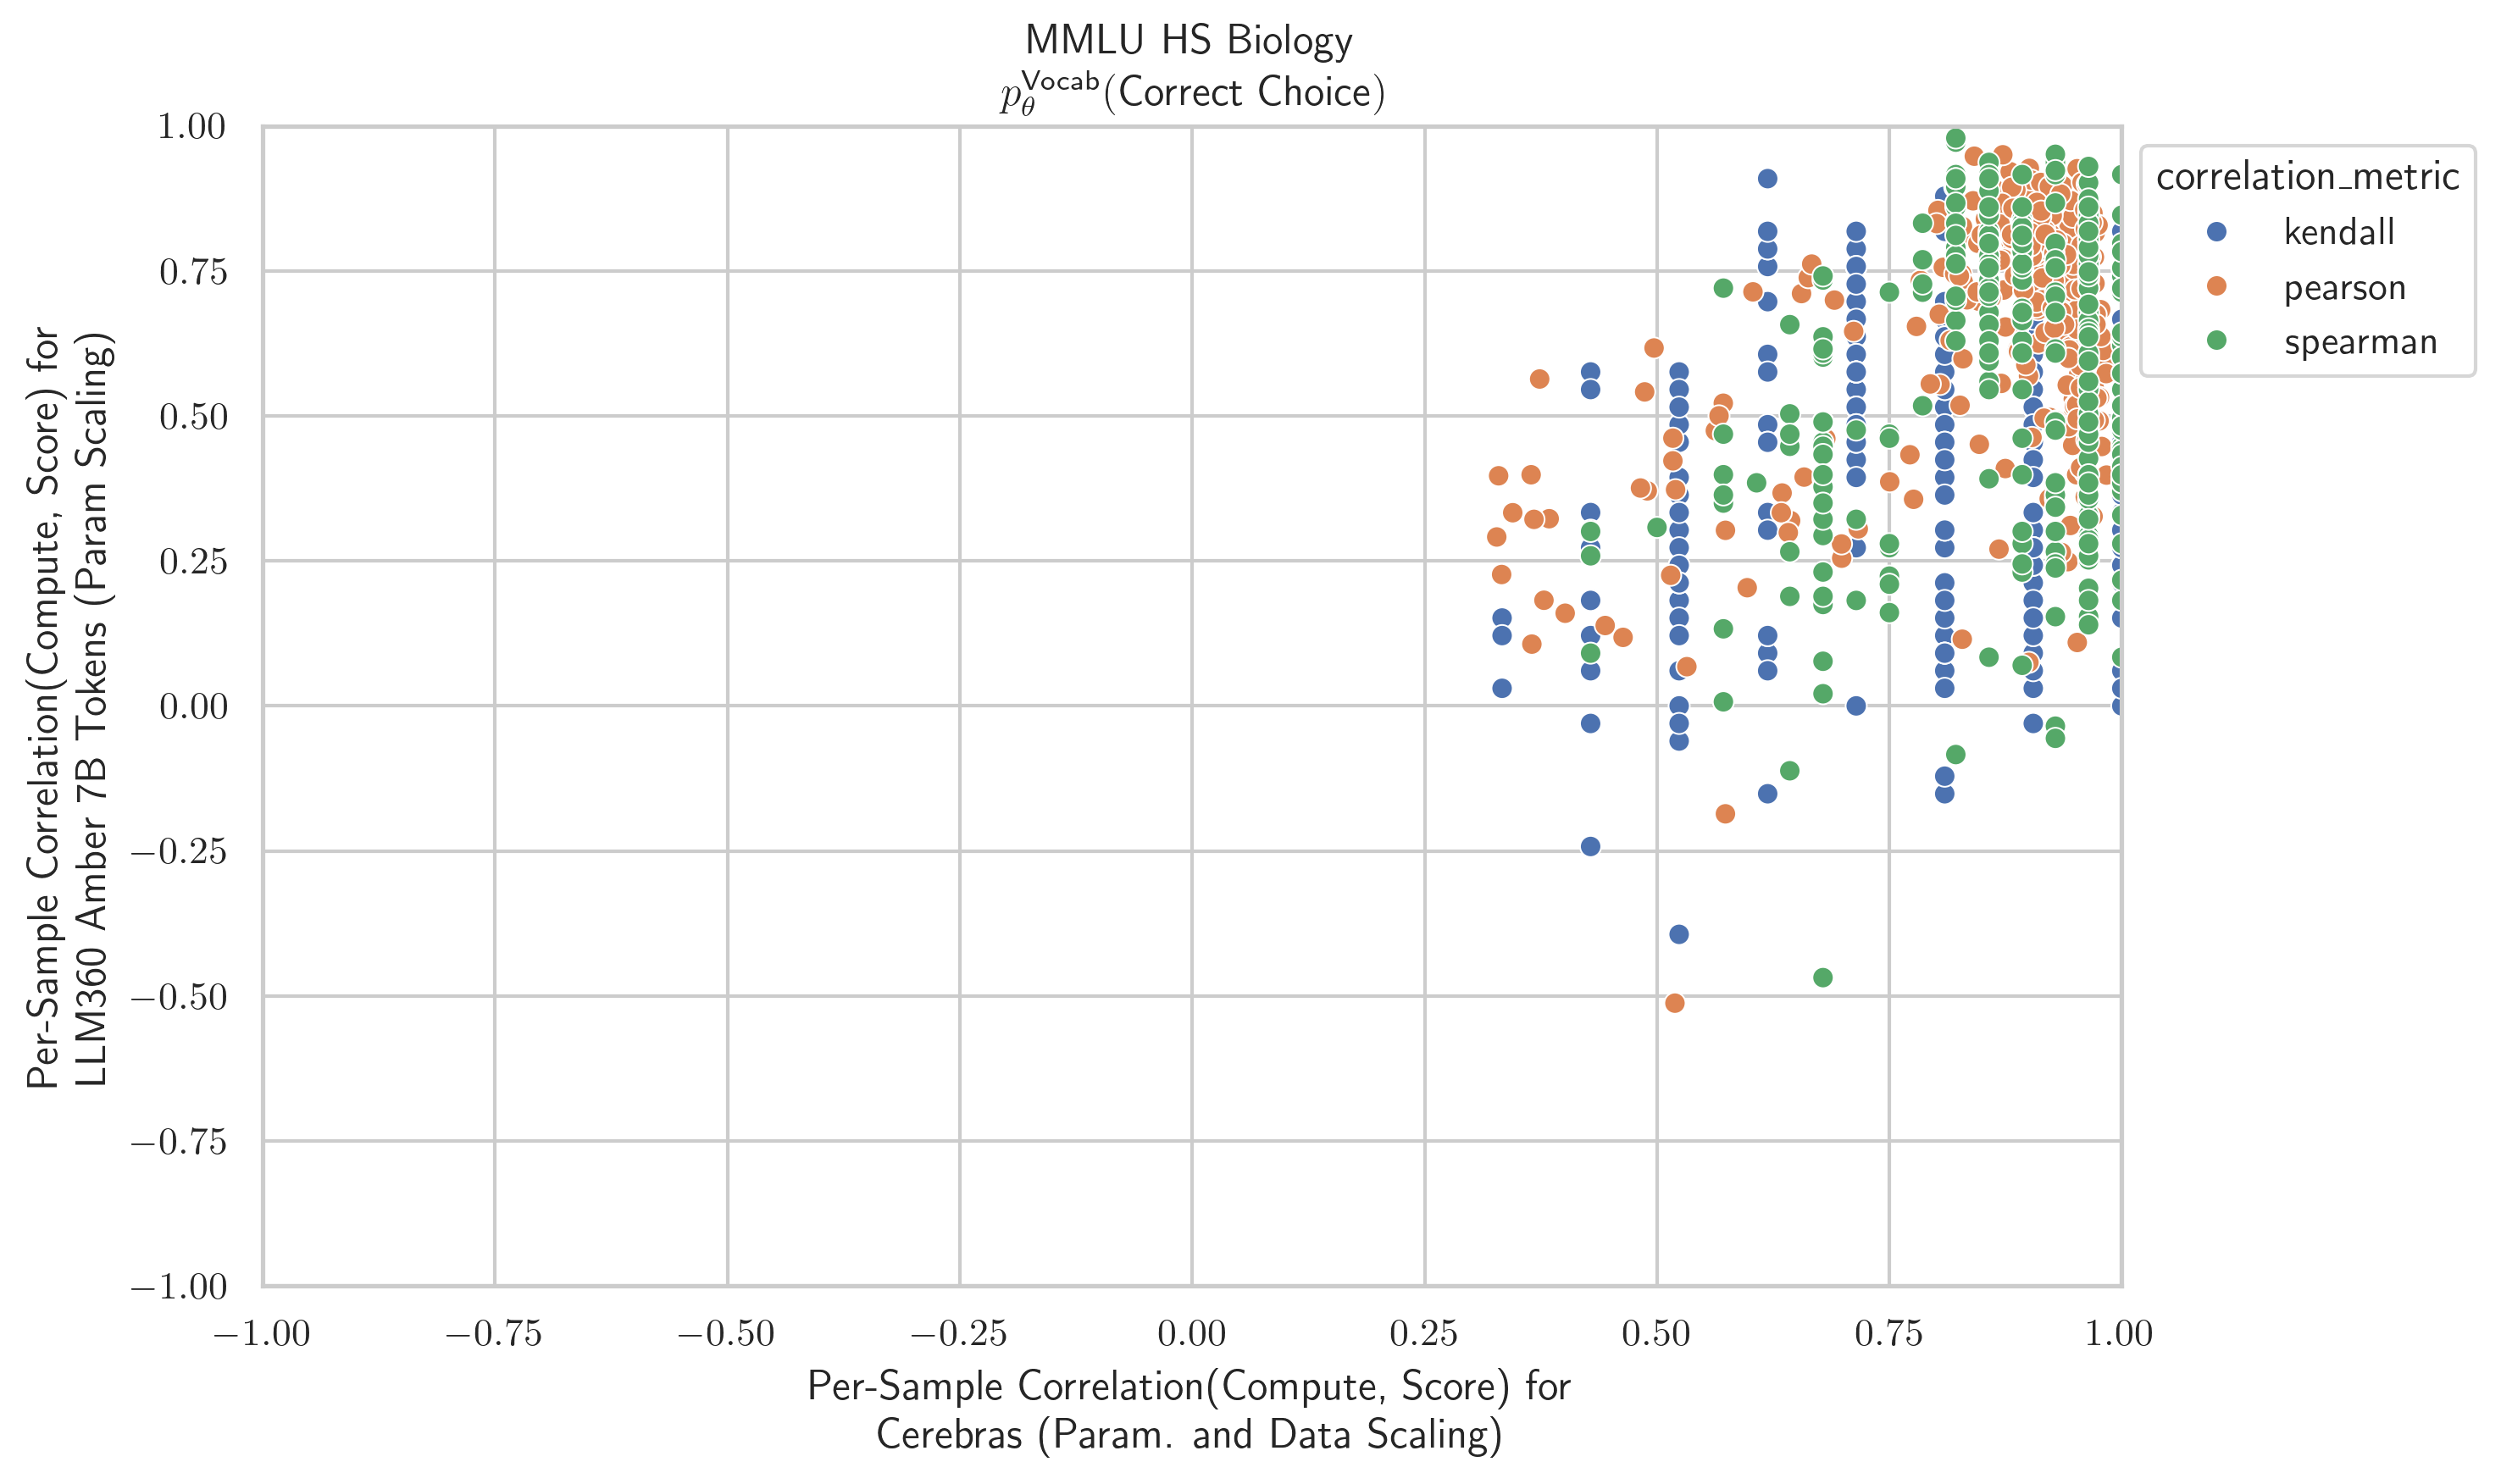 MMLU HS Biology
p_θ^Vocab(Correct Choice)
1.00
0.75
0.50
0.25
0.00
−0.25
−0.50
−0.75
−1.00
Per-Sample Correlation(Compute, Score) for
LLM360 Amber 7B Tokens (Param Scaling)
correlation_metric
kendall
pearson
spearman
−1.00 −0.75 −0.50 −0.25 0.00 0.25 0.50 0.75 1.00
Per-Sample Correlation(Compute, Score) for
Cerebras (Param. and Data Scaling)